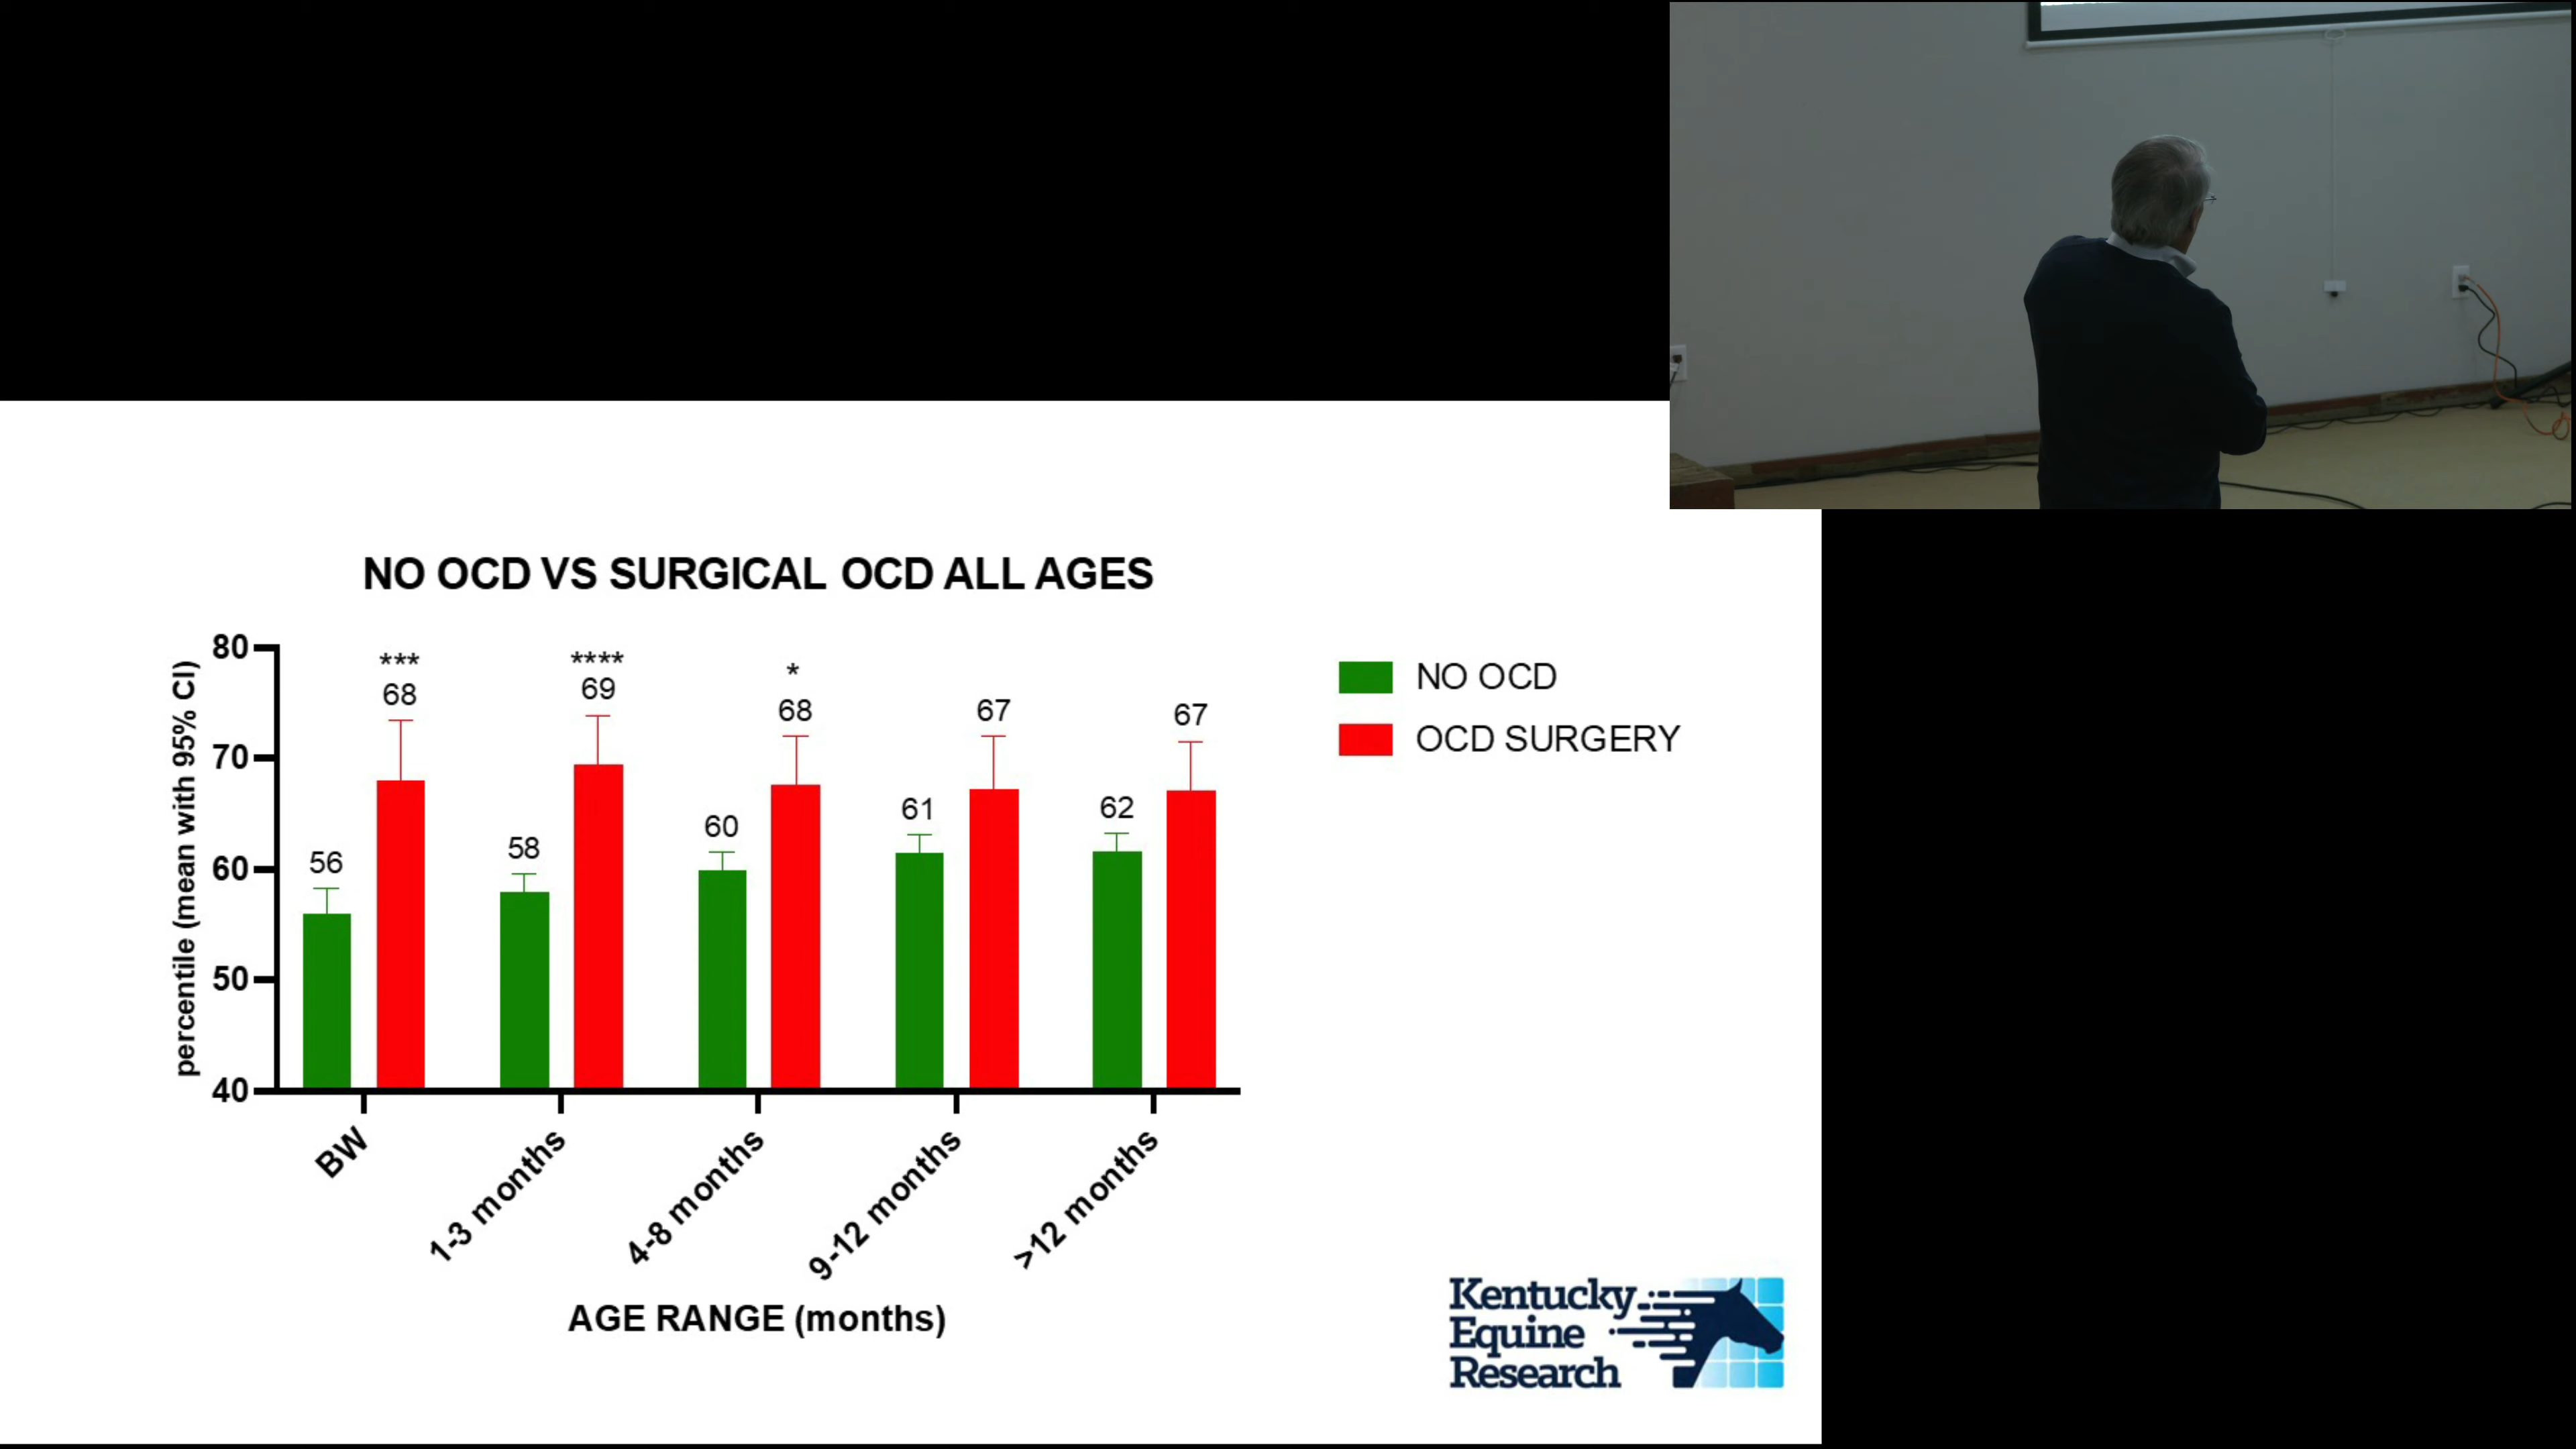 NO OCD VS SURGICAL OCD ALL AGES
percentile (mean with 95% CI)
80
70
60
50
40
56
***
68
58
****
69
60
*
68
61
67
62
67
BW
1-3 months
4-8 months
9-12 months
>12 months
AGE RANGE (months)
NO OCD
OCD SURGERY
Kentucky
Equine
Research